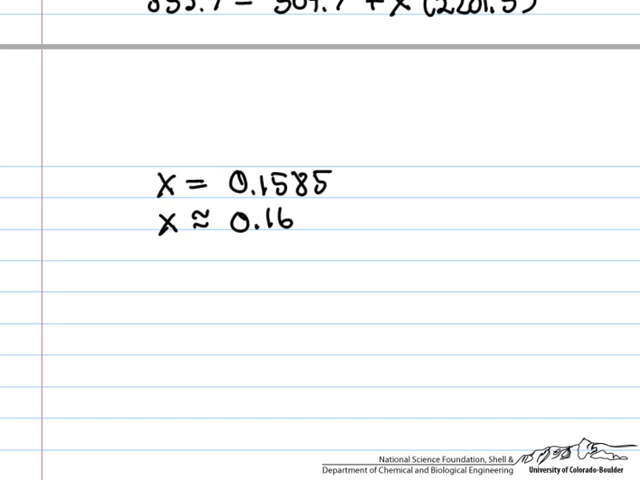 x = 0.1585
x ≈ 0.16
National Science Foundation, Shell &
Department of Chemical and Biological Engineering
University of Colorado-Boulder